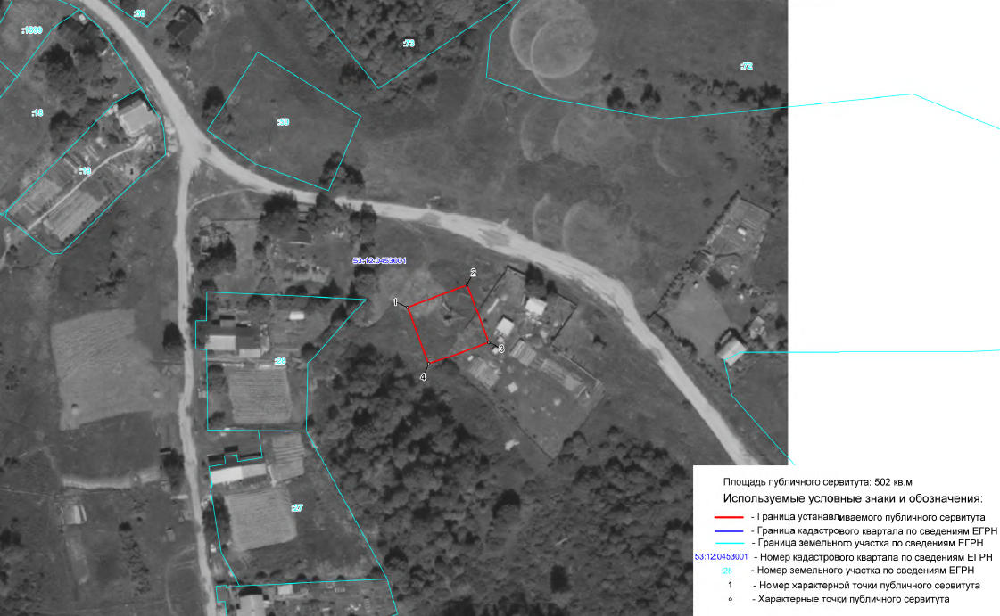 :36
:1039
:73
:72
:18
:59
:19
53:12:0453001
2
1
3
4
:28
:27
Площадь публичного сервитута: 502 кв.м
Используемые условные знаки и обозначения:
- Граница устанавливаемого публичного сервитута
- Граница кадастрового квартала по сведениям ЕГРН
- Граница земельного участка по сведениям ЕГРН
53:12:0453001 - Номер кадастрового квартала по сведениям ЕГРН
:28 - Номер земельного участка по сведениям ЕГРН
1 - Номер характерной точки публичного сервитута
- Характерные точки публичного сервитута